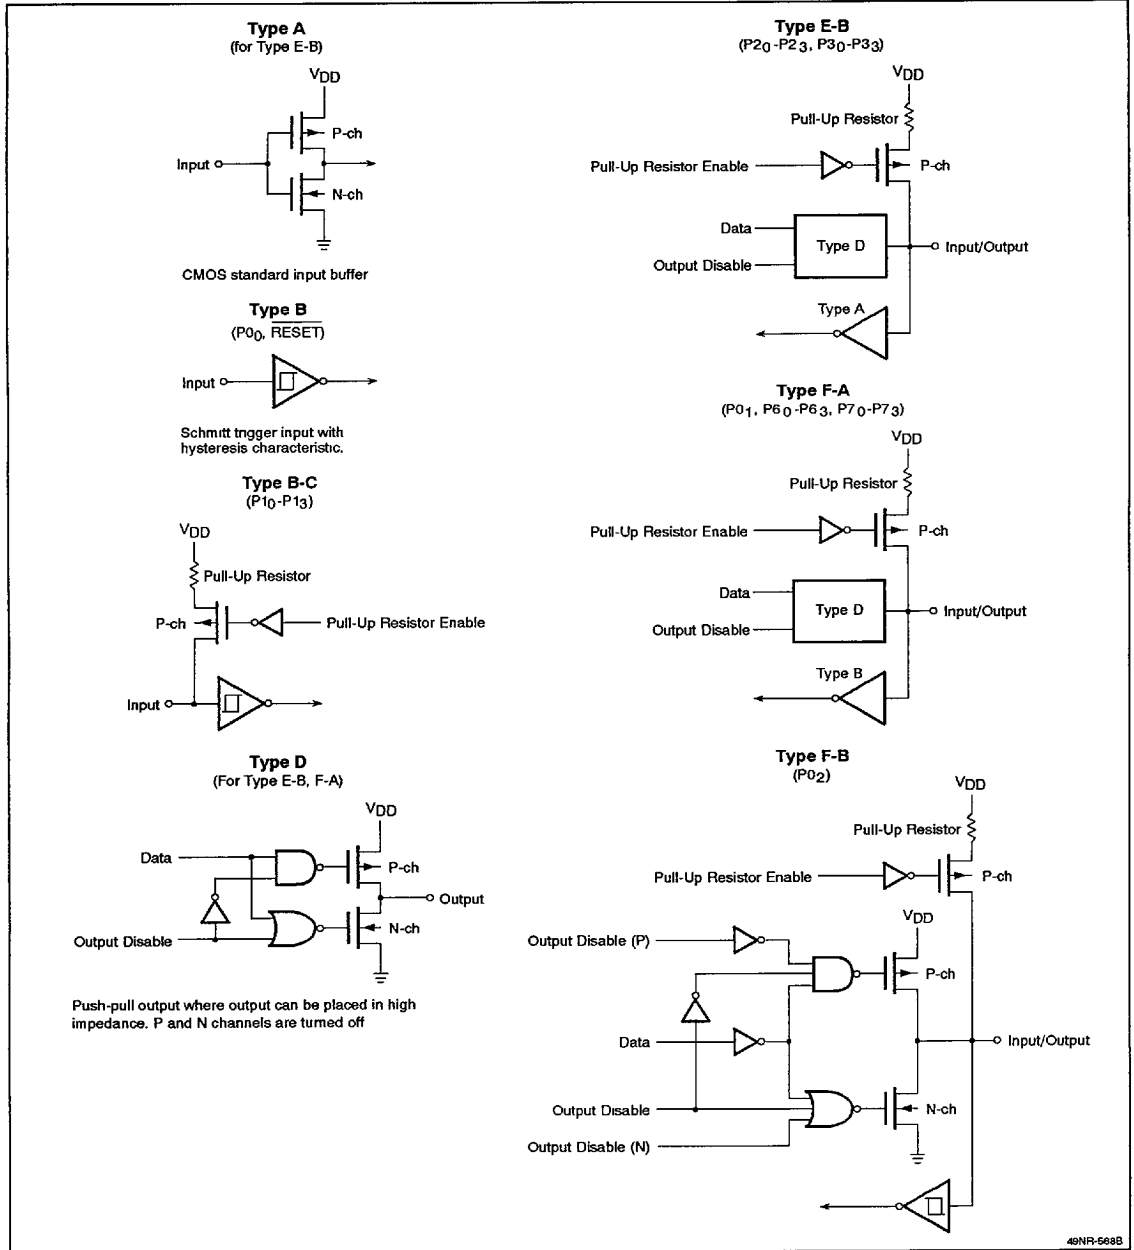 Type A
(for Type E-B)
VDD
P-ch
Input
N-ch
CMOS standard input buffer
Type B
(P00, RESET)
Input
Schmitt trigger input with
hysteresis characteristic.
Type B-C
(P10-P13)
VDD
Pull-Up Resistor
P-ch
Pull-Up Resistor Enable
Input
Type D
(For Type E-B, F-A)
VDD
Data
P-ch
Output
N-ch
Output Disable
Push-pull output where output can be placed in high
impedance. P and N channels are turned off
Type E-B
(P20-P23, P30-P33)
VDD
Pull-Up Resistor
Pull-Up Resistor Enable
P-ch
Data
Type D
Input/Output
Output Disable
Type A
Type F-A
(P01, P60-P63, P70-P73)
VDD
Pull-Up Resistor
Pull-Up Resistor Enable
P-ch
Data
Type D
Input/Output
Output Disable
Type B
Type F-B
(P02)
VDD
Pull-Up Resistor
Pull-Up Resistor Enable
P-ch
VDD
Output Disable (P)
P-ch
Data
Input/Output
Output Disable
N-ch
Output Disable (N)
49NR-568B